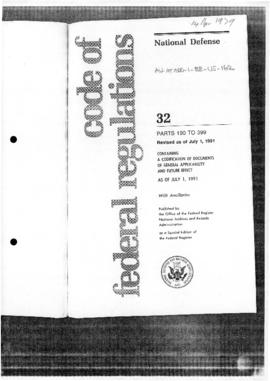 code of
federal regulations
National Defense
32
PARTS 190 TO 399
Revised as of July 1, 1991
CONTAINING
A CODIFICATION OF DOCUMENTS
OF GENERAL APPLICABILITY
AND FUTURE EFFECT
AS OF JULY 1, 1991
With Ancillaries
Published by
the Office of the Federal Register
National Archives and Records
Administration
as a Special Edition of
the Federal Register